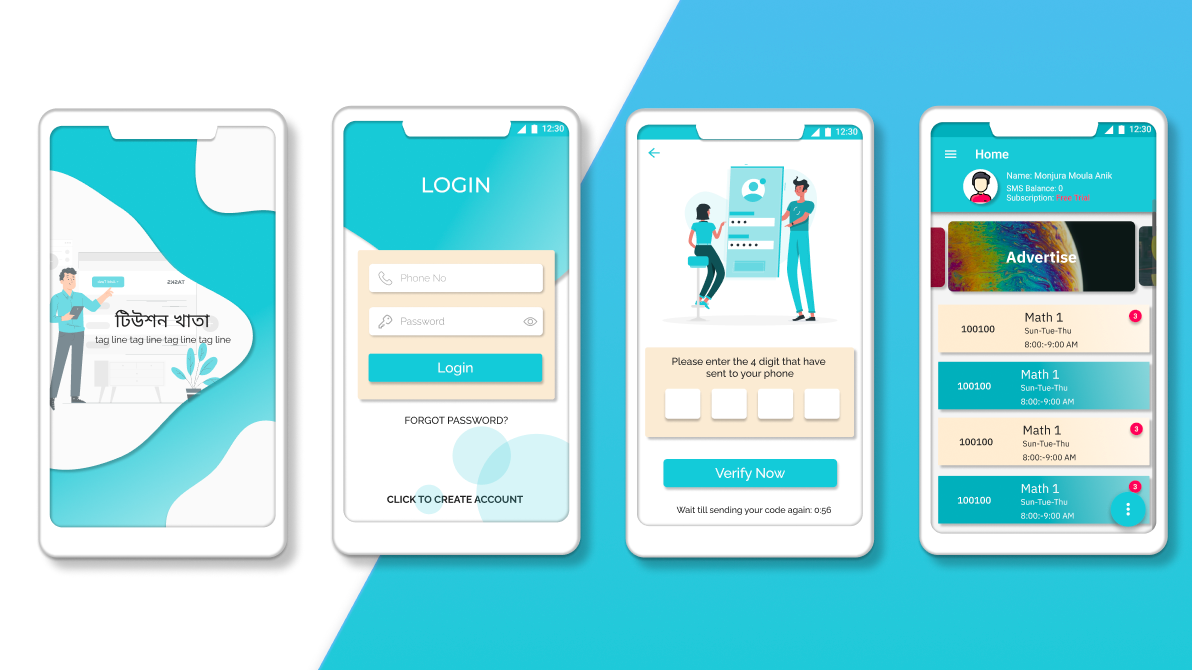 TASK2
টিউশন খাতা
tag line tag line tag line tag line
12:30
LOGIN
Phone No
Password
Login
FORGOT PASSWORD?
CLICK TO CREATE ACCOUNT
12:30
Please enter the 4 digit that have
sent to your phone
Verify Now
Wait till sending your code again: 0:56
12:30
Home
Name: Monjura Moula Anik
SMS Balance: 0
Subscription: Free Trial
Advertise
Math 1
3
100100
Sun-Tue-Thu
8:00:-9:00 AM
Math 1
100100
Sun-Tue-Thu
8:00:-9:00 AM
Math 1
3
100100
Sun-Tue-Thu
8:00:-9:00 AM
Math 1
3
100100
Sun-Tue-Thu
8:00:-9:00 AM